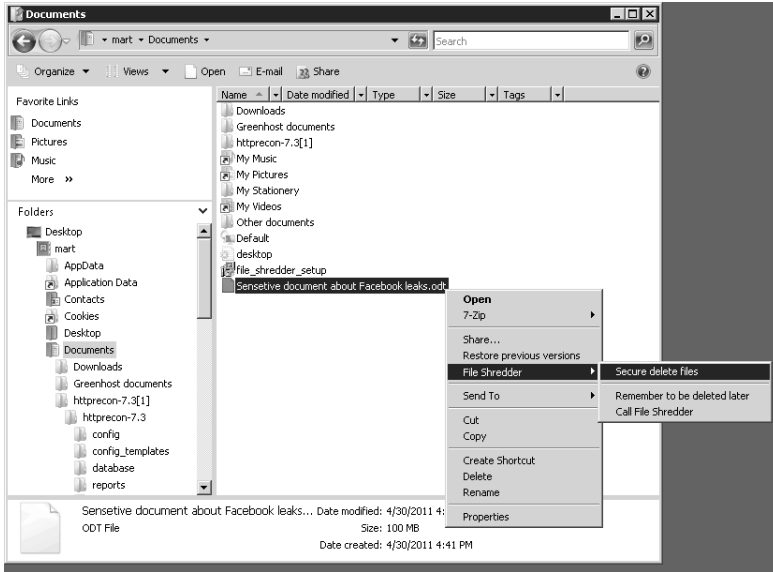 Documents
mart Documents Search
Organize Views Open E-mail Share
Favorite Links
Documents
Pictures
Music
More »
Folders
Desktop
mart
AppData
Application Data
Contacts
Cookies
Desktop
Documents
Downloads
Greenhost documents
httprecon-7.3[1]
httprecon-7.3
config
config_templates
database
reports
Name Date modified Type Size Tags
Downloads
Greenhost documents
httprecon-7.3[1]
My Music
My Pictures
My Stationery
My Videos
Other documents
Default
desktop
file_shredder_setup
Sensetive document about Facebook leaks.odt
Open
7-Zip
Share...
Restore previous versions
File Shredder
Send To
Cut
Copy
Create Shortcut
Delete
Rename
Properties
Secure delete files
Remember to be deleted later
Call File Shredder
Sensetive document about Facebook leaks... Date modified: 4/30/2011 4:
ODT File Size: 100 MB
Date created: 4/30/2011 4:41 PM